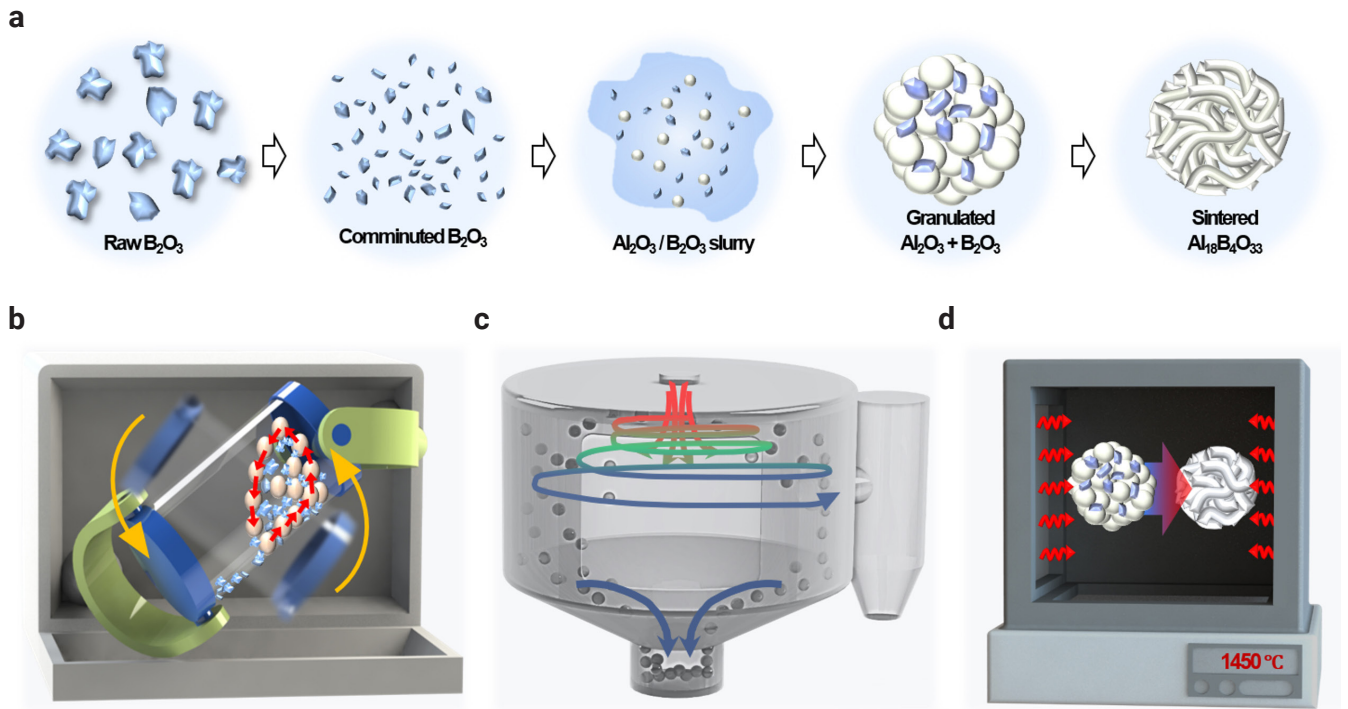 a
Raw B₂O₃
Comminuted B₂O₃
Al₂O₃ / B₂O₃ slurry
Granulated
Al₂O₃ + B₂O₃
Sintered
Al₁₈B₄O₃₃
b
c
d
1450 ℃